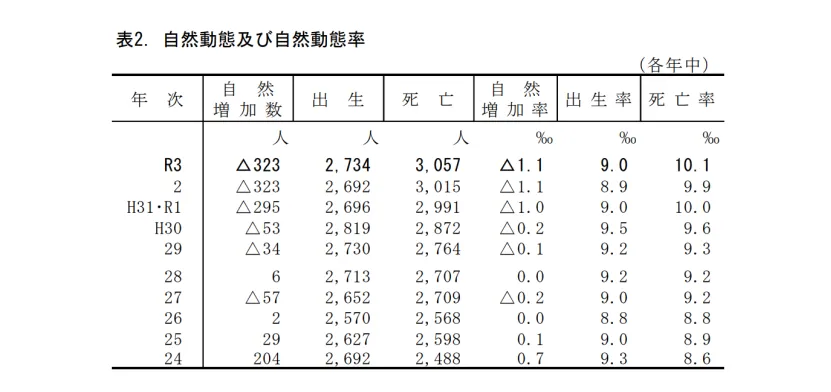 表2. 自然動態及び自然動態率
（各年中）
年 次 自 然 増 加 数 出 生 死 亡 自 然 増 加 率 出 生 率 死 亡 率
人 人 人 ‰ ‰ ‰
R3 △323 2,734 3,057 △1.1 9.0 10.1
2 △323 2,692 3,015 △1.1 8.9 9.9
H31・R1 △295 2,696 2,991 △1.0 9.0 10.0
H30 △53 2,819 2,872 △0.2 9.5 9.6
29 △34 2,730 2,764 △0.1 9.2 9.3
28 6 2,713 2,707 0.0 9.2 9.2
27 △57 2,652 2,709 △0.2 9.0 9.2
26 2 2,570 2,568 0.0 8.8 8.8
25 29 2,627 2,598 0.1 9.0 8.9
24 204 2,692 2,488 0.7 9.3 8.6